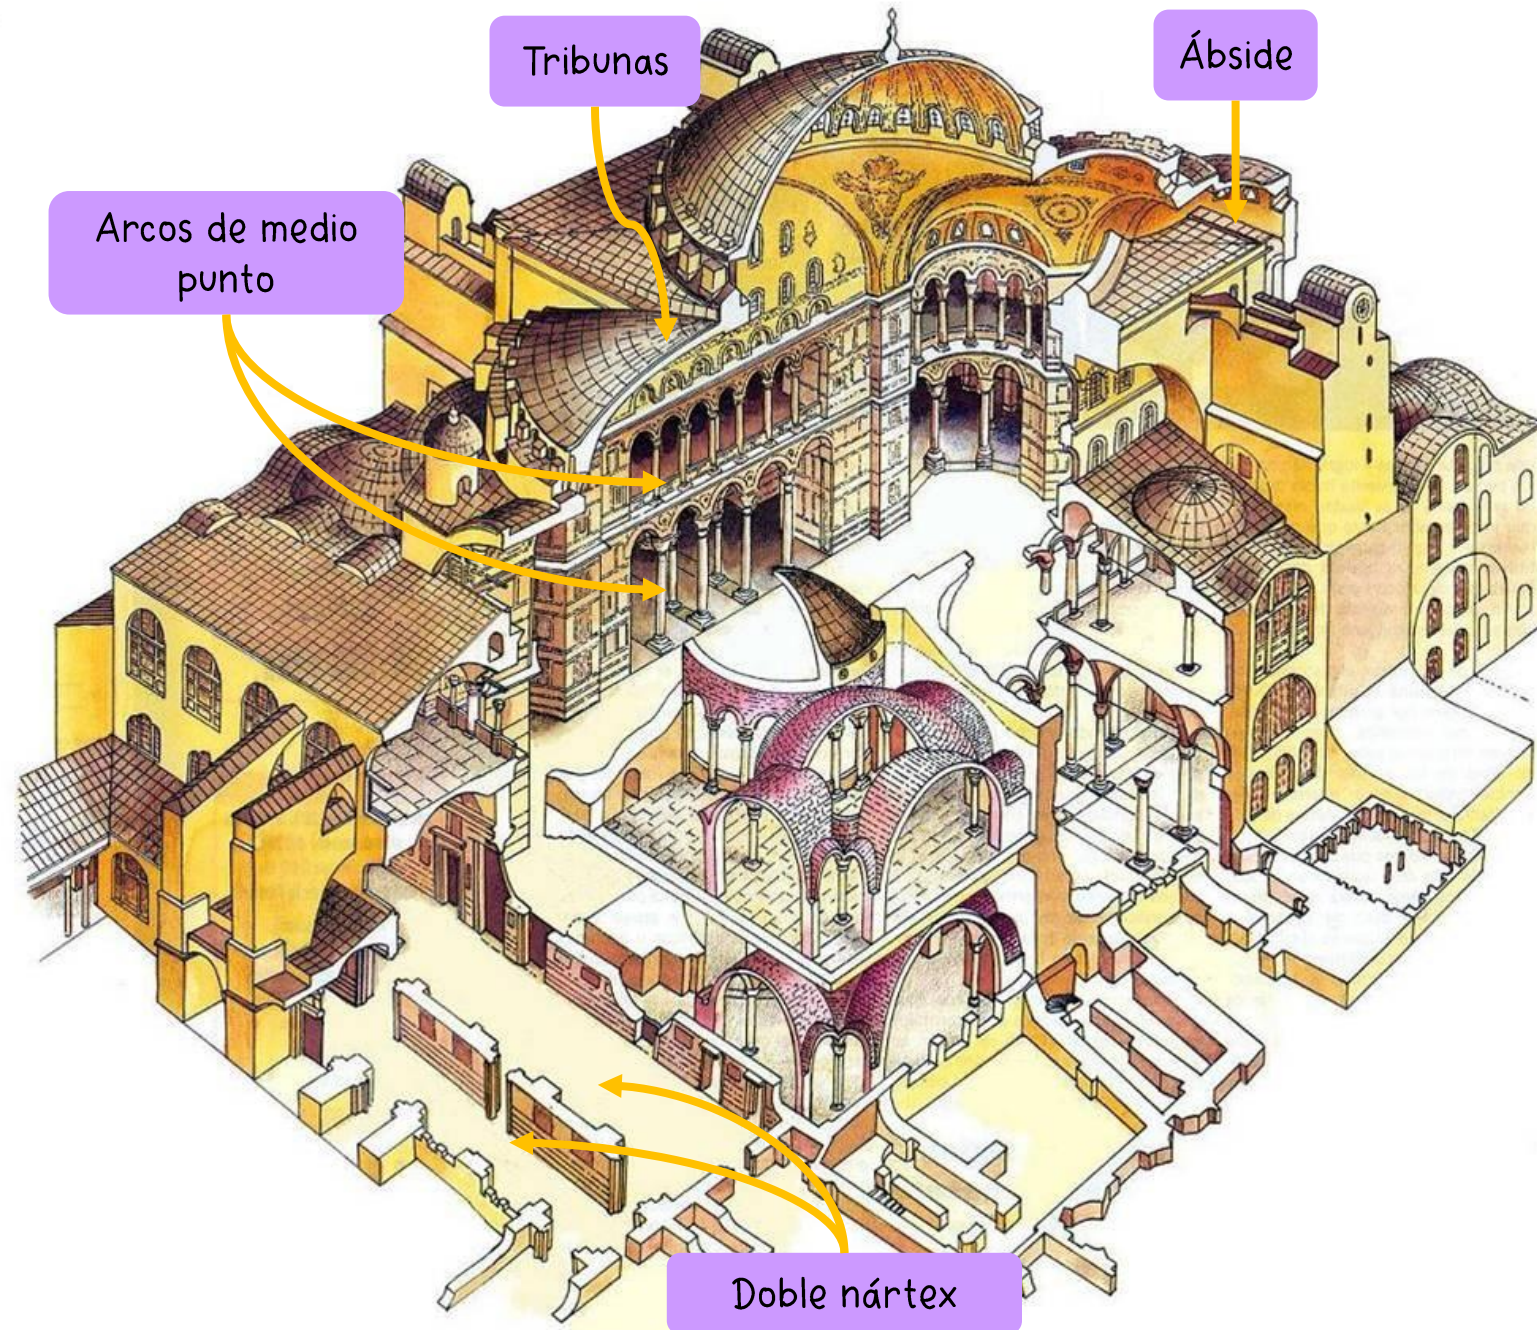 Tribunas
Ábside
Arcos de medio
punto
Doble nártex